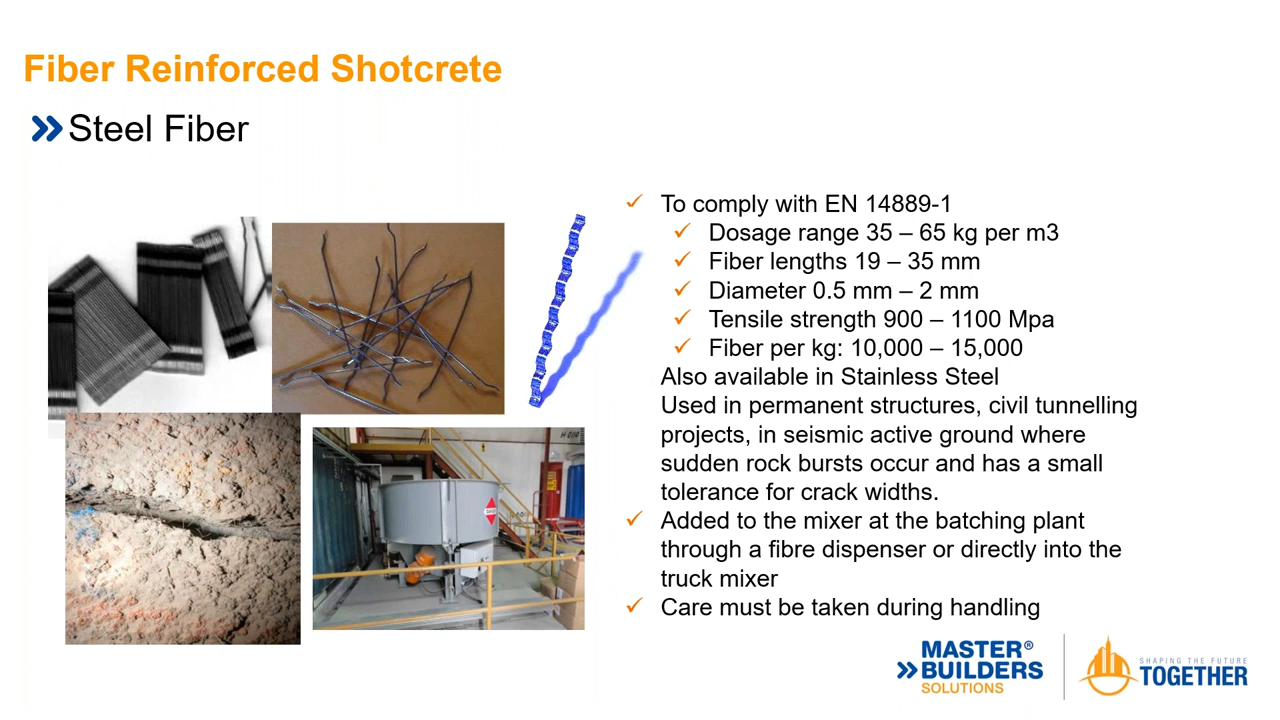 Fiber Reinforced Shotcrete
Steel Fiber
To comply with EN 14889-1
Dosage range 35 – 65 kg per m3
Fiber lengths 19 – 35 mm
Diameter 0.5 mm – 2 mm
Tensile strength 900 – 1100 Mpa
Fiber per kg: 10,000 – 15,000
Also available in Stainless Steel
Used in permanent structures, civil tunnelling
projects, in seismic active ground where
sudden rock bursts occur and has a small
tolerance for crack widths.
Added to the mixer at the batching plant
through a fibre dispenser or directly into the
truck mixer
Care must be taken during handling
MASTER®
BUILDERS
SOLUTIONS
SHAPING THE FUTURE
TOGETHER